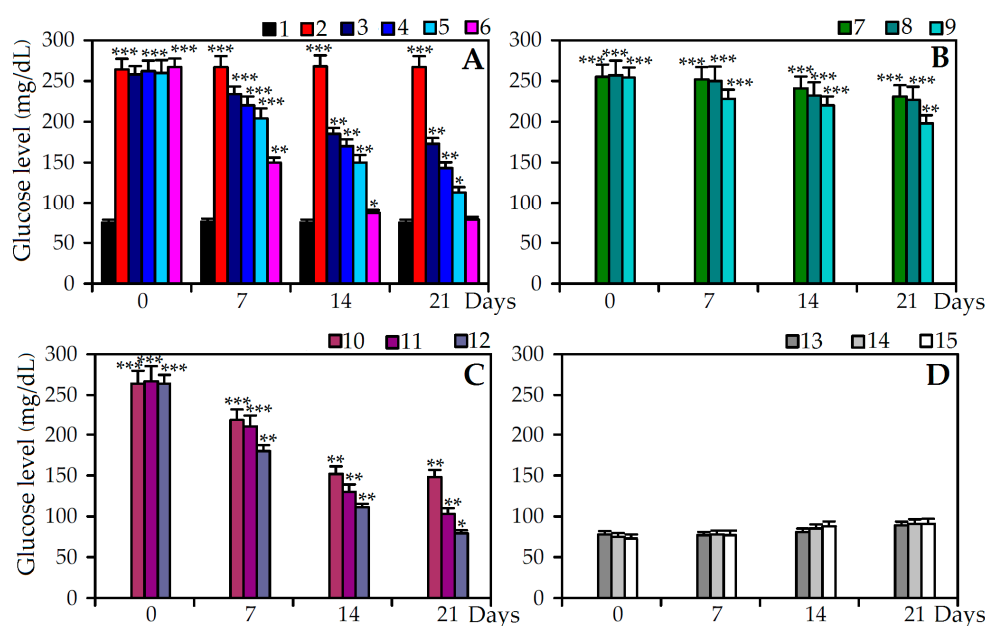 1 2 3 4 5 6
A
Glucose level (mg/dL)
300
250
200
150
100
50
0
*** *** ***
*** *** *** *** **
*** ** ** ** *
*** ** ** *
0 7 14 21 Days
7 8 9
B
300
250
200
150
100
50
0
*** *** ***
*** *** ***
*** *** ***
*** *** **
0 7 14 21 Days
10 11 12
C
Glucose level (mg/dL)
300
250
200
150
100
50
0
*** *** ***
*** *** **
** ** **
** ** *
0 7 14 21 Days
13 14 15
D
300
250
200
150
100
50
0
0 7 14 21 Days